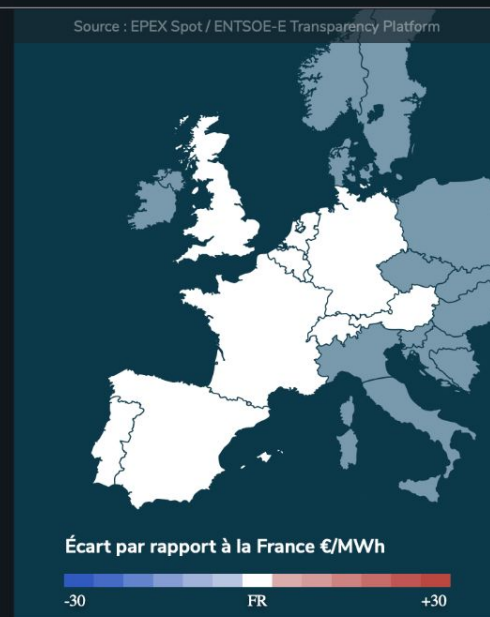 Source : EPEX Spot / ENTSOE-E Transparency Platform
Écart par rapport à la France €/MWh
-30 FR +30